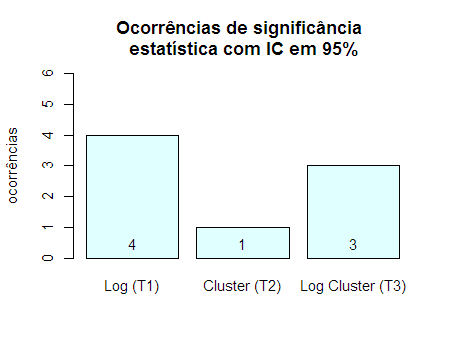 Ocorrências de significância
estatística com IC em 95%
ocorrências
6
5
4
3
2
1
0
4
1
3
Log (T1)
Cluster (T2)
Log Cluster (T3)